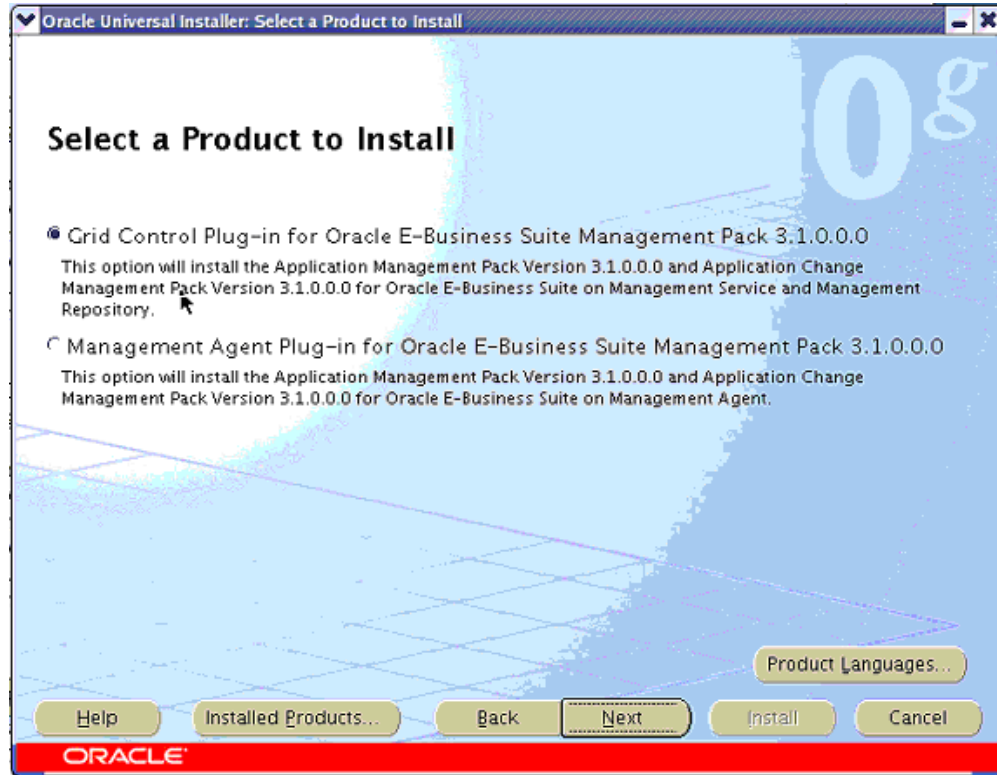 Oracle Universal Installer: Select a Product to Install
0g
Select a Product to Install
Grid Control Plug-in for Oracle E-Business Suite Management Pack 3.1.0.0.0
This option will install the Application Management Pack Version 3.1.0.0.0 and Application Change
Management Pack Version 3.1.0.0.0 for Oracle E-Business Suite on Management Service and Management
Repository.
Management Agent Plug-in for Oracle E-Business Suite Management Pack 3.1.0.0.0
This option will install the Application Management Pack Version 3.1.0.0.0 and Application Change
Management Pack Version 3.1.0.0.0 for Oracle E-Business Suite on Management Agent.
Product Languages...
Help Installed Products... Back Next Install Cancel
ORACLE